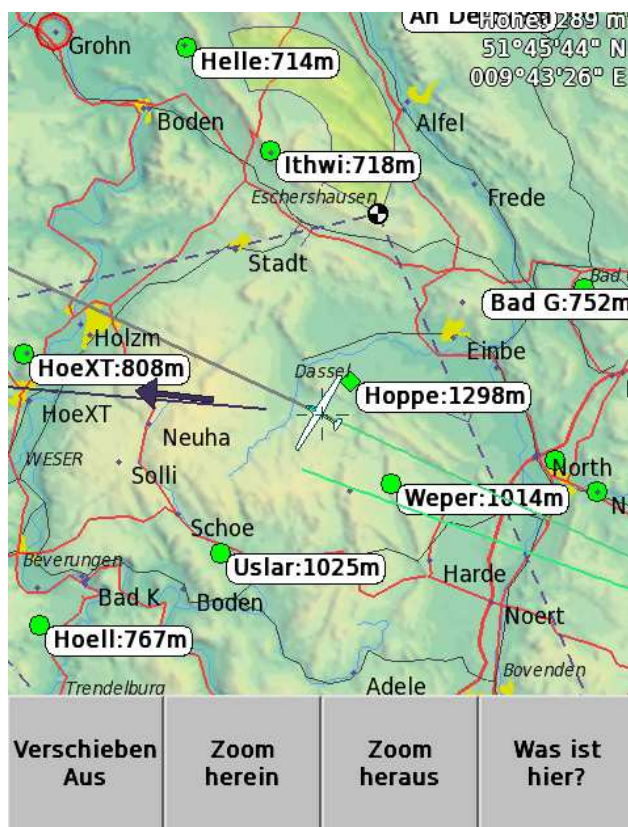 Höhe: 289 m
51°45'44" N
009°43'26" E
Grohn
Helle:714m
Boden
Alfel
Ithwi:718m
Eschershausen
Frede
Stadt
Bad G:752m
Holzm
Einbe
HoeXT:808m
Dassel
Hoppe:1298m
HoeXT
Neuha
WESER
Solli
North
Weper:1014m
Schoe
Uslar:1025m
Beverungen
Harde
Bad K
Boden
Noert
Hoell:767m
Bovenden
Trendelburg
Adele
Verschieben
Aus
Zoom
herein
Zoom
heraus
Was ist
hier?